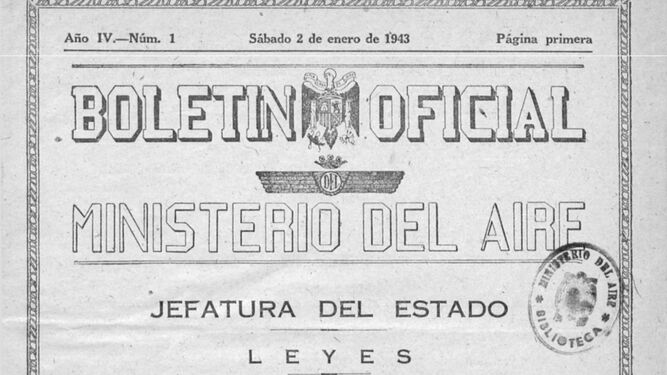 Año IV.—Núm. 1 Sábado 2 de enero de 1943 Página primera
BOLETIN OFICIAL
DEL
MINISTERIO DEL AIRE
JEFATURA DEL ESTADO
LEYES
MINISTERIO DEL AIRE
* BIBLIOTECA *